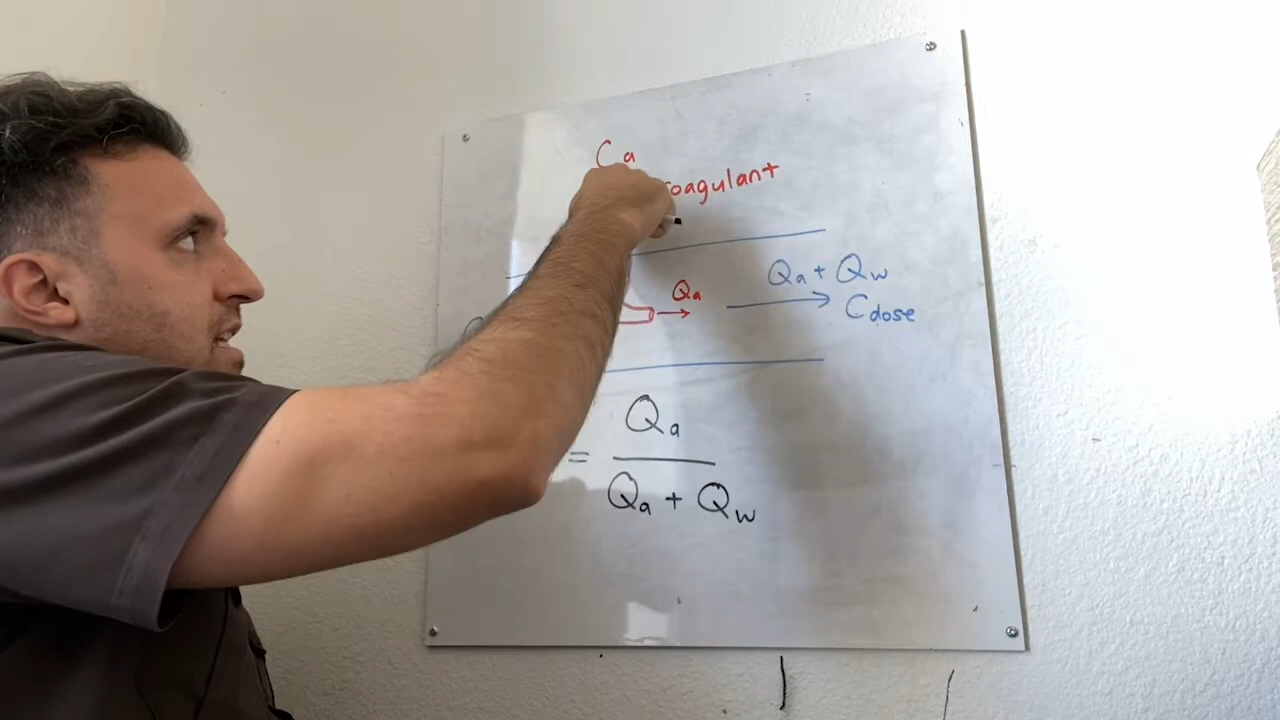 Ca
coagulant
Qa + Qw
Qa
Cdose
= Qa
Qa + Qw